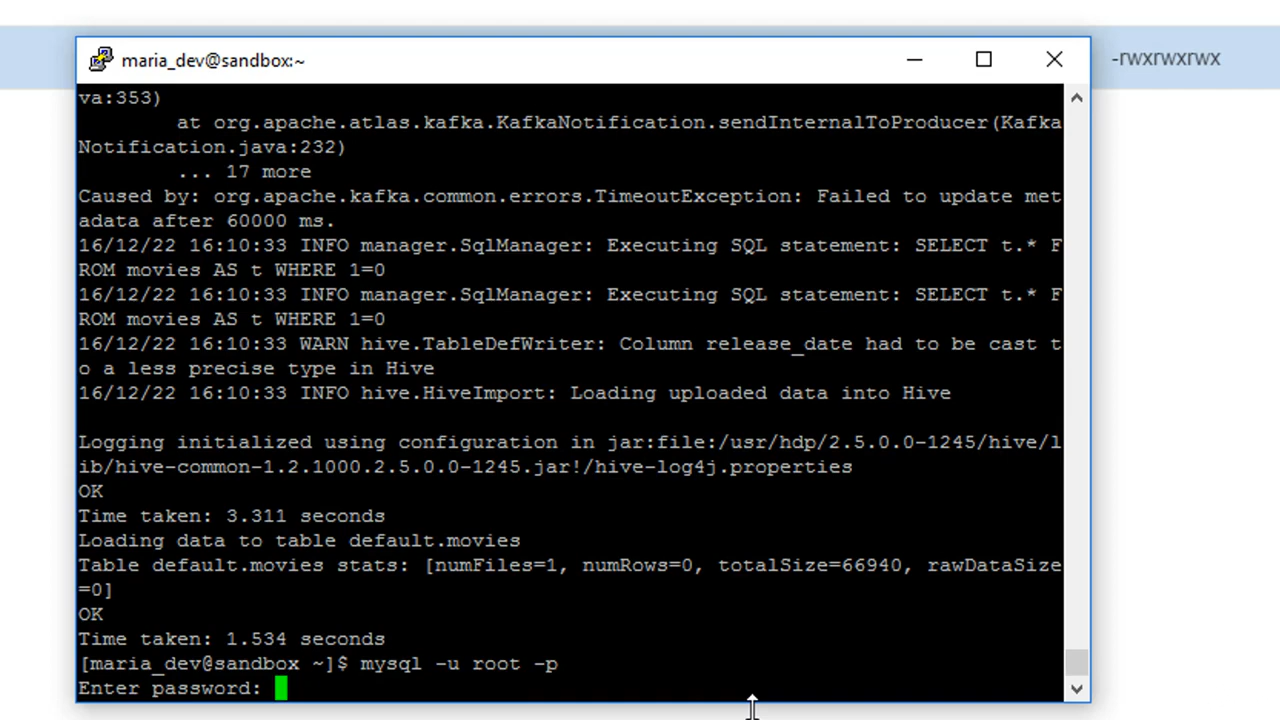 -rwxrwxrwx
maria_dev@sandbox:~
va:353)
at org.apache.atlas.kafka.KafkaNotification.sendInternalToProducer(Kafka
Notification.java:232)
... 17 more
Caused by: org.apache.kafka.common.errors.TimeoutException: Failed to update met
adata after 60000 ms.
16/12/22 16:10:33 INFO manager.SqlManager: Executing SQL statement: SELECT t.* F
ROM movies AS t WHERE 1=0
16/12/22 16:10:33 INFO manager.SqlManager: Executing SQL statement: SELECT t.* F
ROM movies AS t WHERE 1=0
16/12/22 16:10:33 WARN hive.TableDefWriter: Column release_date had to be cast t
o a less precise type in Hive
16/12/22 16:10:33 INFO hive.HiveImport: Loading uploaded data into Hive
Logging initialized using configuration in jar:file:/usr/hdp/2.5.0.0-1245/hive/l
ib/hive-common-1.2.1000.2.5.0.0-1245.jar!/hive-log4j.properties
OK
Time taken: 3.311 seconds
Loading data to table default.movies
Table default.movies stats: [numFiles=1, numRows=0, totalSize=66940, rawDataSize
=0]
OK
Time taken: 1.534 seconds
[maria_dev@sandbox ~]$ mysql -u root -p
Enter password: